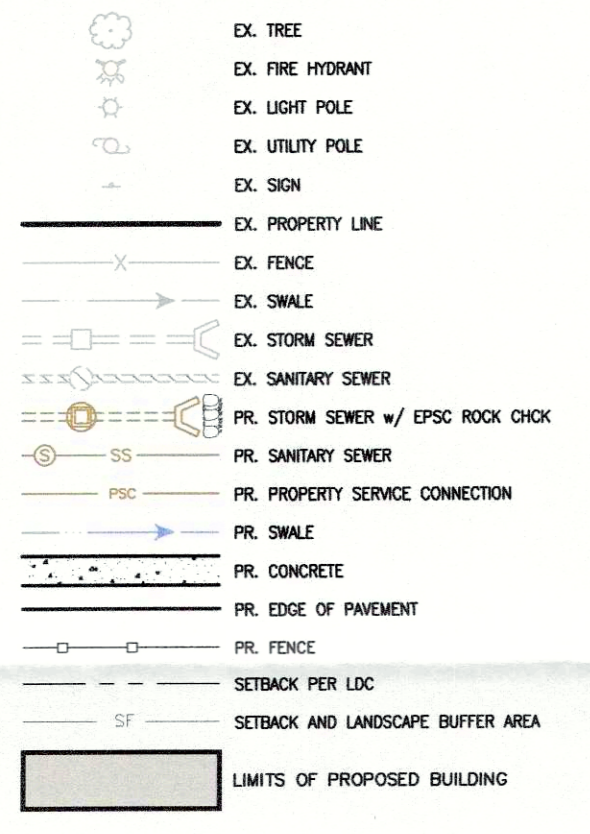 EX. TREE
EX. FIRE HYDRANT
EX. LIGHT POLE
EX. UTILITY POLE
EX. SIGN
EX. PROPERTY LINE
X EX. FENCE
EX. SWALE
EX. STORM SEWER
EX. SANITARY SEWER
PR. STORM SEWER w/ EPSC ROCK CHCK
S SS PR. SANITARY SEWER
PSC PR. PROPERTY SERVICE CONNECTION
PR. SWALE
PR. CONCRETE
PR. EDGE OF PAVEMENT
PR. FENCE
SETBACK PER LDC
SF SETBACK AND LANDSCAPE BUFFER AREA
LIMITS OF PROPOSED BUILDING